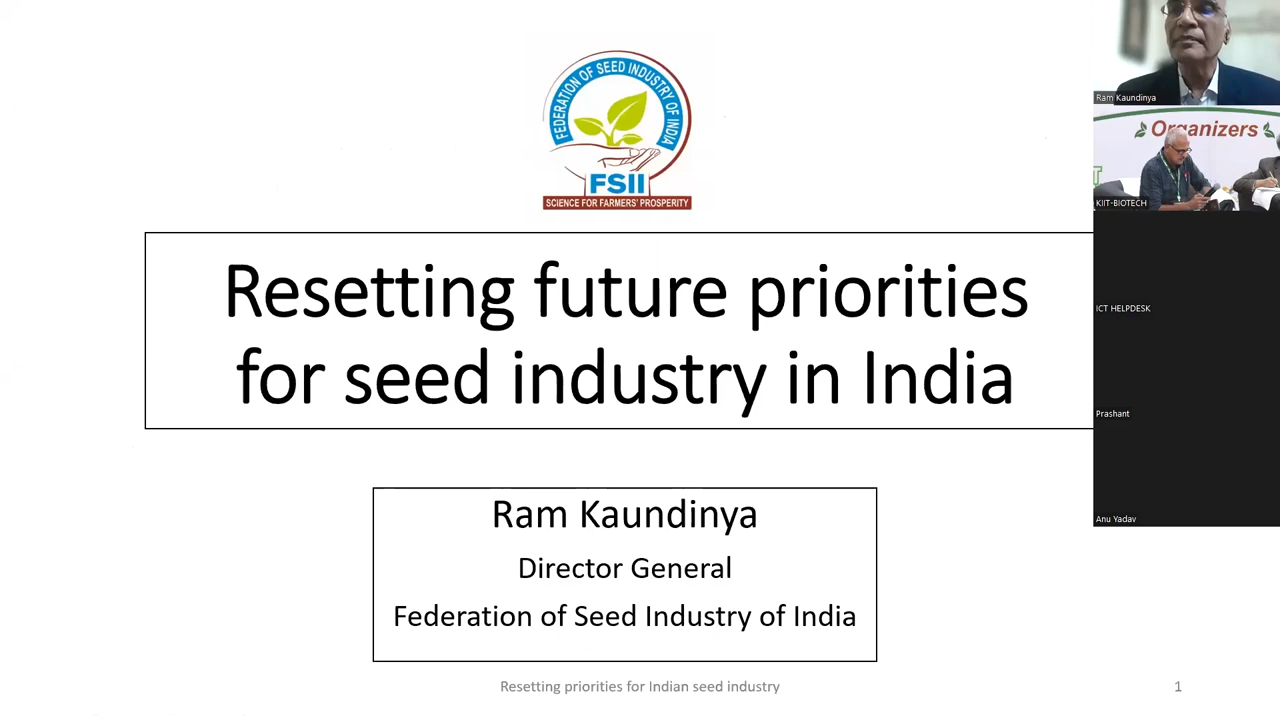 FEDERATION OF SEED INDUSTRY OF INDIA
FSII
SCIENCE FOR FARMERS' PROSPERITY
Resetting future priorities
for seed industry in India
Ram Kaundinya
Director General
Federation of Seed Industry of India
Resetting priorities for Indian seed industry
1
Ram Kaundinya
Organizers
KIIT-BIOTECH
ICT HELPDESK
Prashant
Anu Yadav